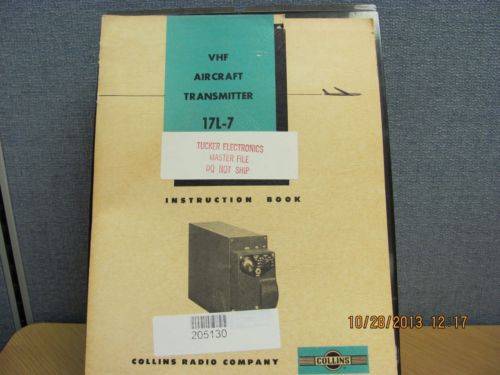 VHF
AIRCRAFT
TRANSMITTER
17L-7
TUCKER ELECTRONICS
MASTER FILE
DO NOT SHIP
INSTRUCTION BOOK
205130
COLLINS RADIO COMPANY
COLLINS
10/28/2013 12:17